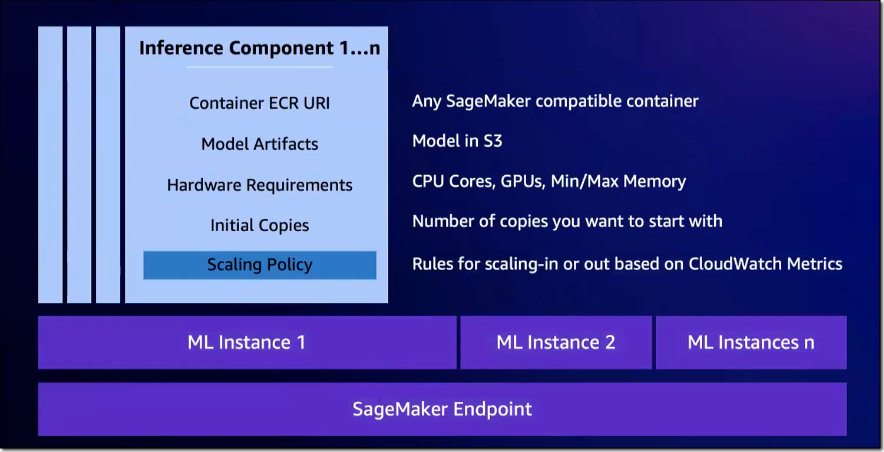 Inference Component 1...n
Container ECR URI
Any SageMaker compatible container
Model Artifacts
Model in S3
Hardware Requirements
CPU Cores, GPUs, Min/Max Memory
Initial Copies
Number of copies you want to start with
Scaling Policy
Rules for scaling-in or out based on CloudWatch Metrics
ML Instance 1
ML Instance 2
ML Instances n
SageMaker Endpoint